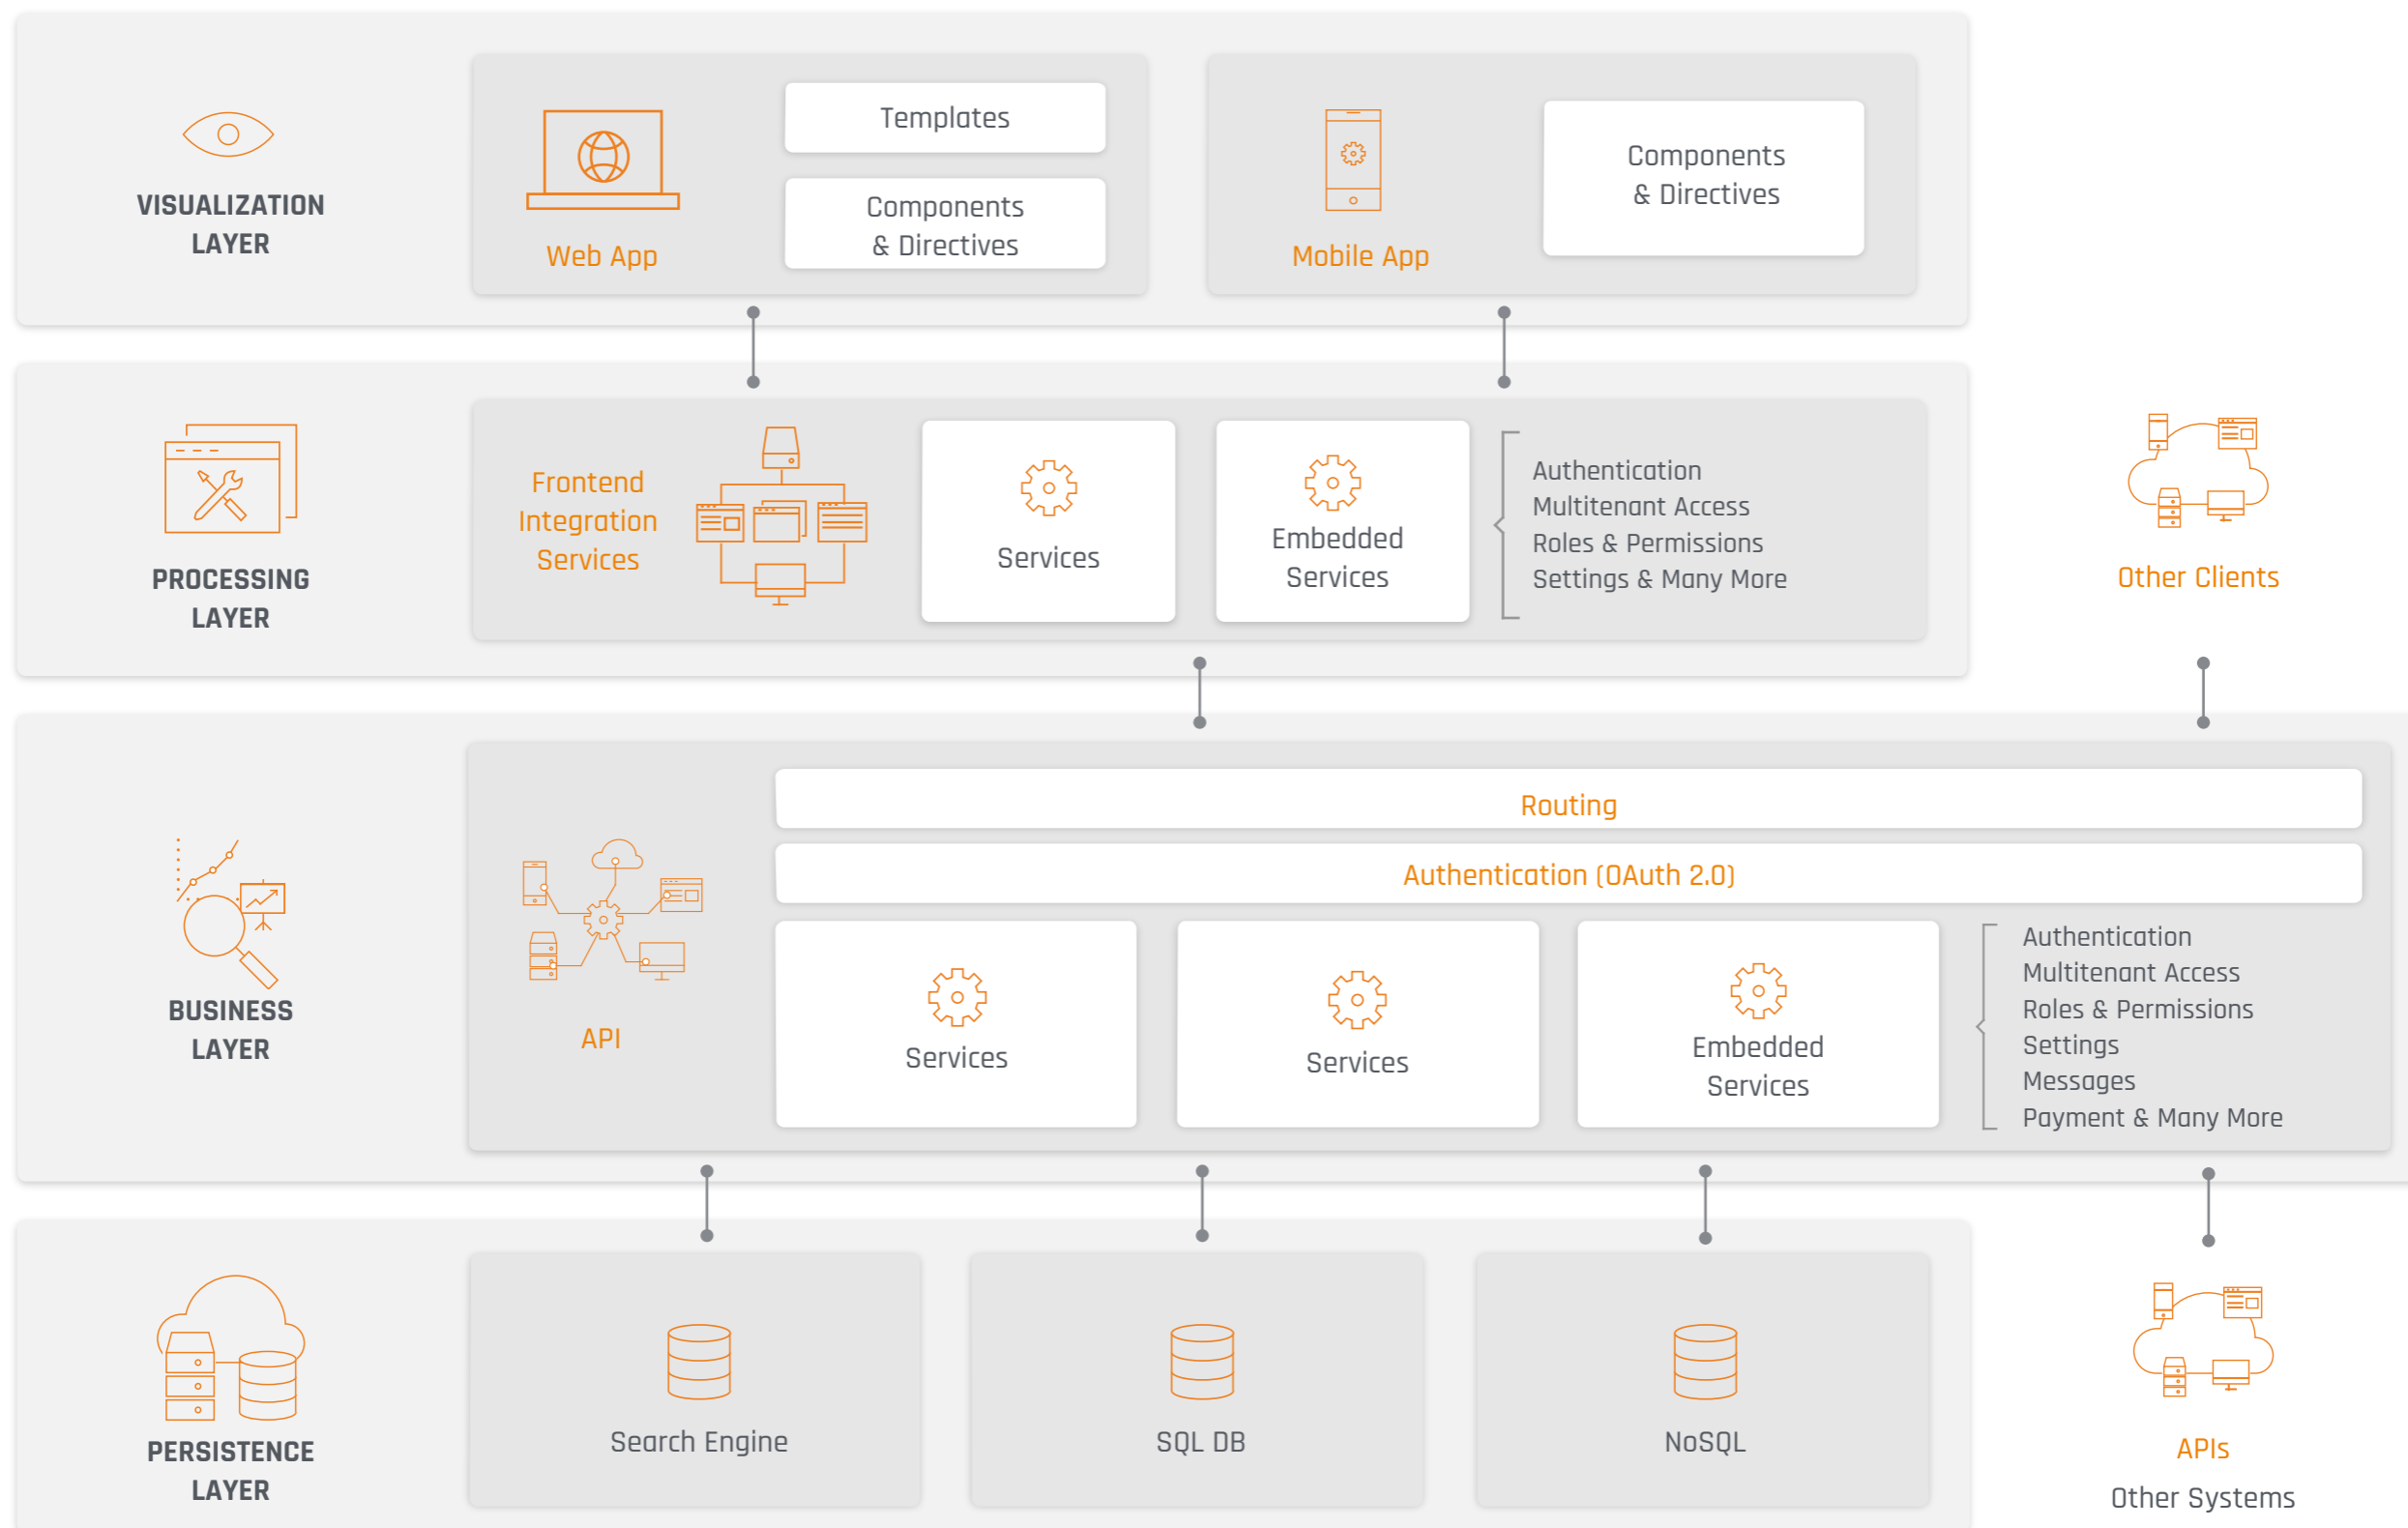 VISUALIZATION
LAYER
Web App
Templates
Components
& Directives
Mobile App
Components
& Directives
PROCESSING
LAYER
Frontend
Integration
Services
Services
Embedded
Services
Authentication
Multitenant Access
Roles & Permissions
Settings & Many More
Other Clients
BUSINESS
LAYER
API
Routing
Authentication (OAuth 2.0)
Services
Services
Embedded
Services
Authentication
Multitenant Access
Roles & Permissions
Settings
Messages
Payment & Many More
PERSISTENCE
LAYER
Search Engine
SQL DB
NoSQL
APIs
Other Systems